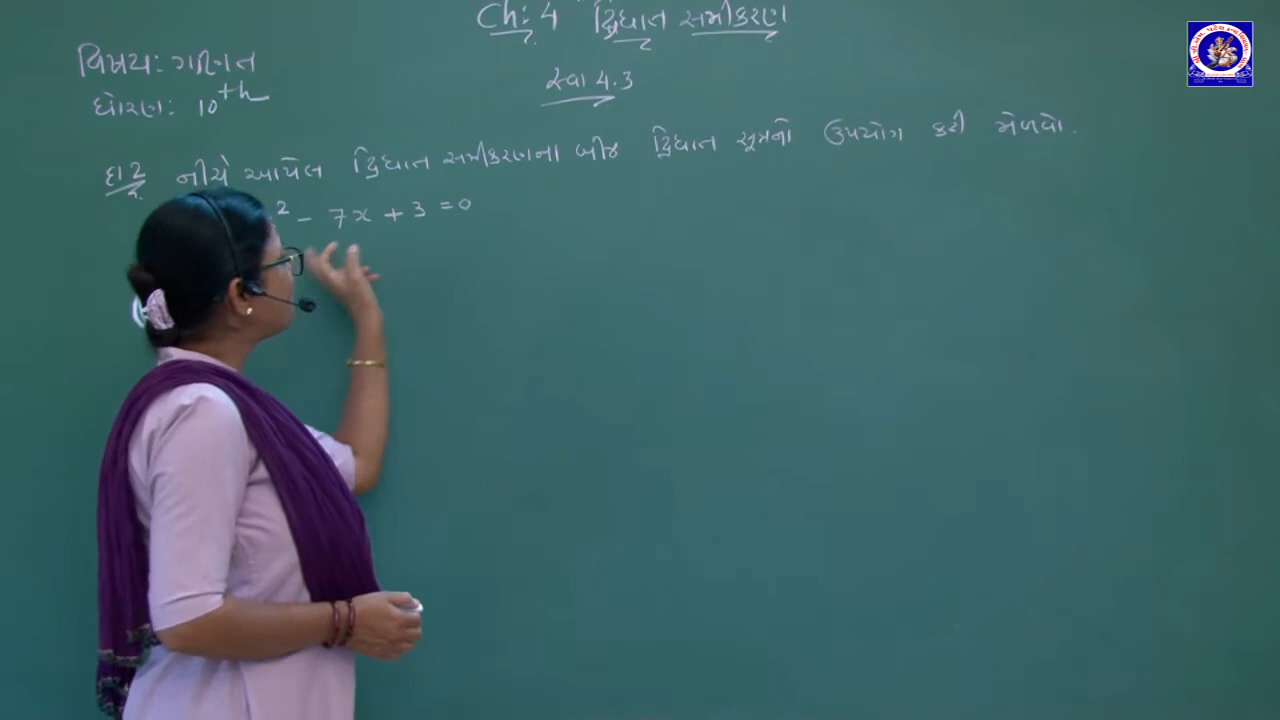 Ch: 4 દ્વિઘાત સમીકરણ
વિષય: ગણિત
સ્વા 4.3
ધોરણ: 10th
દા 2 નીચે આપેલ દ્વિઘાત સમીકરણના બીજ દ્વિઘાત સૂત્રનો ઉપયોગ કરી મેળવો.
2 - 7x + 3 = 0